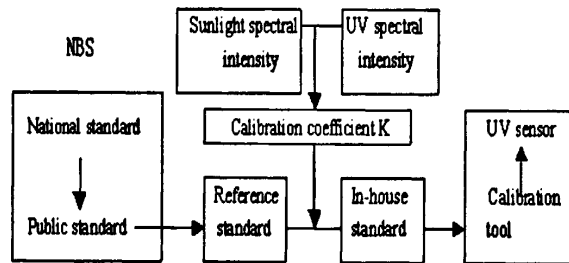 NBS
Sunlight spectral
intensity
UV spectral
intensity
Calibration coefficient K
National standard
Public standard
Reference
standard
In-house
standard
UV sensor
Calibration
tool